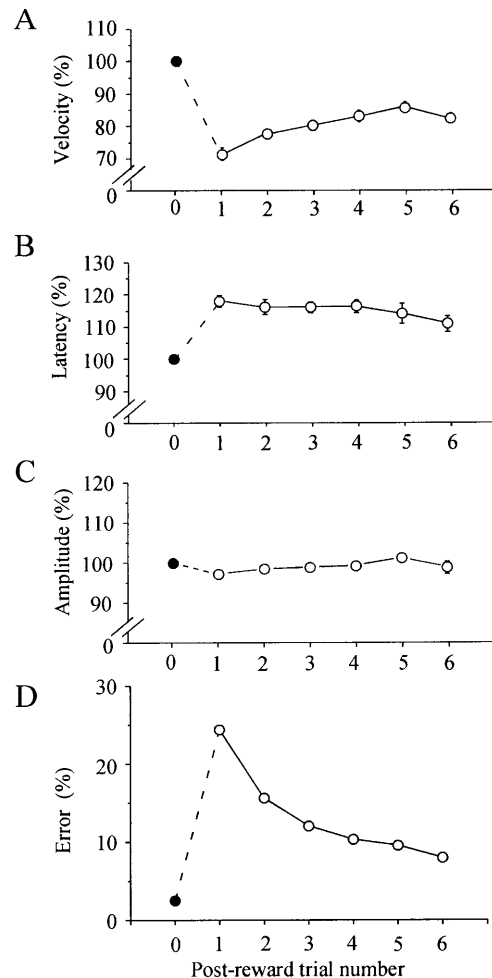 A
Velocity (%)
110
100
90
80
70
0
0 1 2 3 4 5 6
B
Latency (%)
130
120
110
100
90
0
0 1 2 3 4 5 6
C
Amplitude (%)
120
110
100
90
0
0 1 2 3 4 5 6
D
Error (%)
30
20
10
0
0 1 2 3 4 5 6
Post-reward trial number